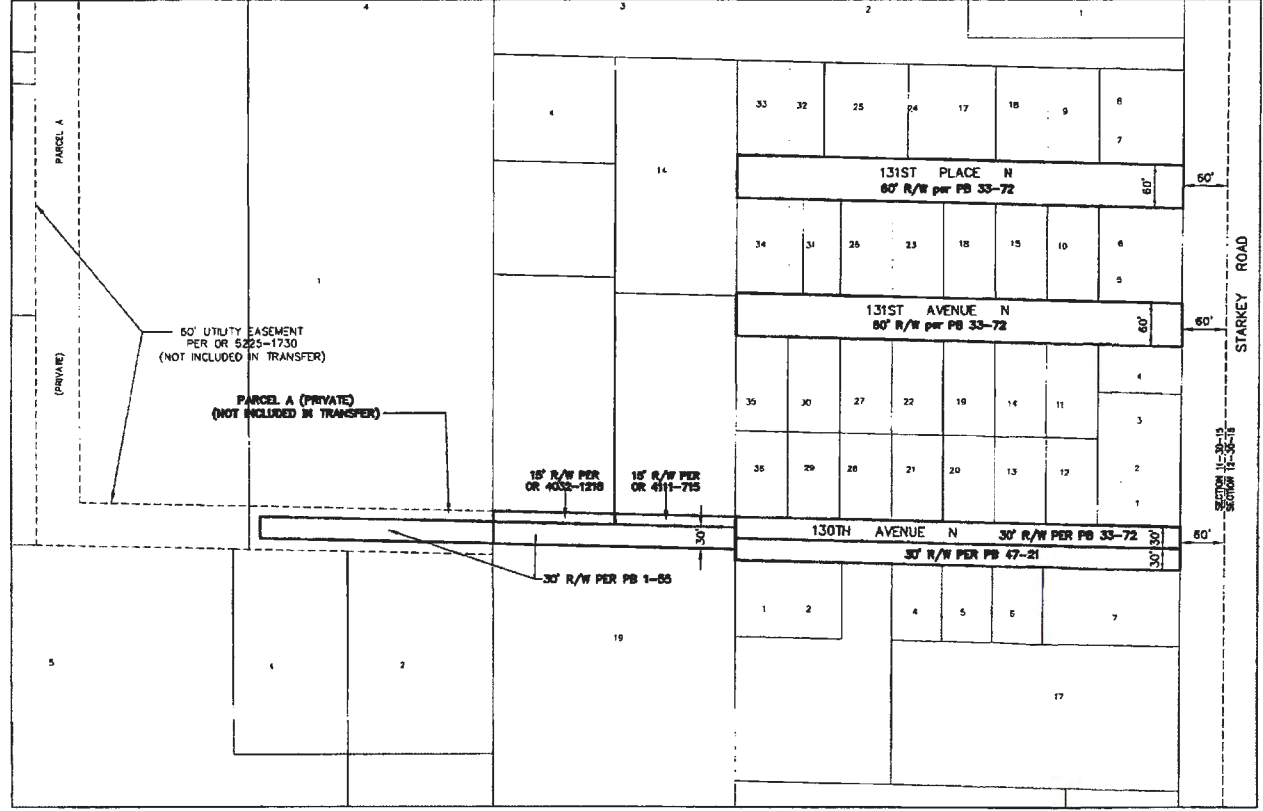 4
3
2
1
33
32
25
24
17
18
9
8
7
PARCEL A
4
14
131ST PLACE N
60' R/W per PB 33-72
60'
60'
34
31
26
23
18
15
10
6
5
1
131ST AVENUE N
60' R/W per PB 33-72
60'
60'
STARKEY ROAD
60' UTILITY EASEMENT
PER OR 5225-1730
(NOT INCLUDED IN TRANSFER)
(PRIVATE)
PARCEL A (PRIVATE)
(NOT INCLUDED IN TRANSFER)
35
30
27
22
19
14
11
4
3
36
29
28
21
20
13
12
2
1
SECTION 11-30-15
SECTION 12-30-15
15' R/W PER
OR 4032-1218
15' R/W PER
OR 4111-715
30'
130TH AVENUE N
30' R/W PER PB 33-72
30'
60'
30' R/W PER PB 47-21
30'
30' R/W PER PB 1-55
1
2
4
5
6
7
5
2
19
17